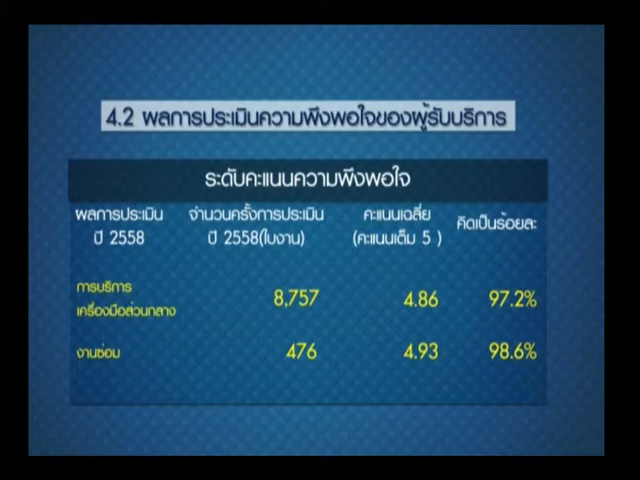 4.2 ผลการประเมินความพึงพอใจของผู้รับบริการ
ระดับคะแนนความพึงพอใจ
ผลการประเมิน จำนวนครั้งการประเมิน คะแนนเฉลี่ย คิดเป็นร้อยละ
ปี 2558 ปี 2558(ใบงาน) (คะแนนเต็ม 5 )
การบริการ
เครื่องมือส่วนกลาง 8,757 4.86 97.2%
งานซ่อม 476 4.93 98.6%